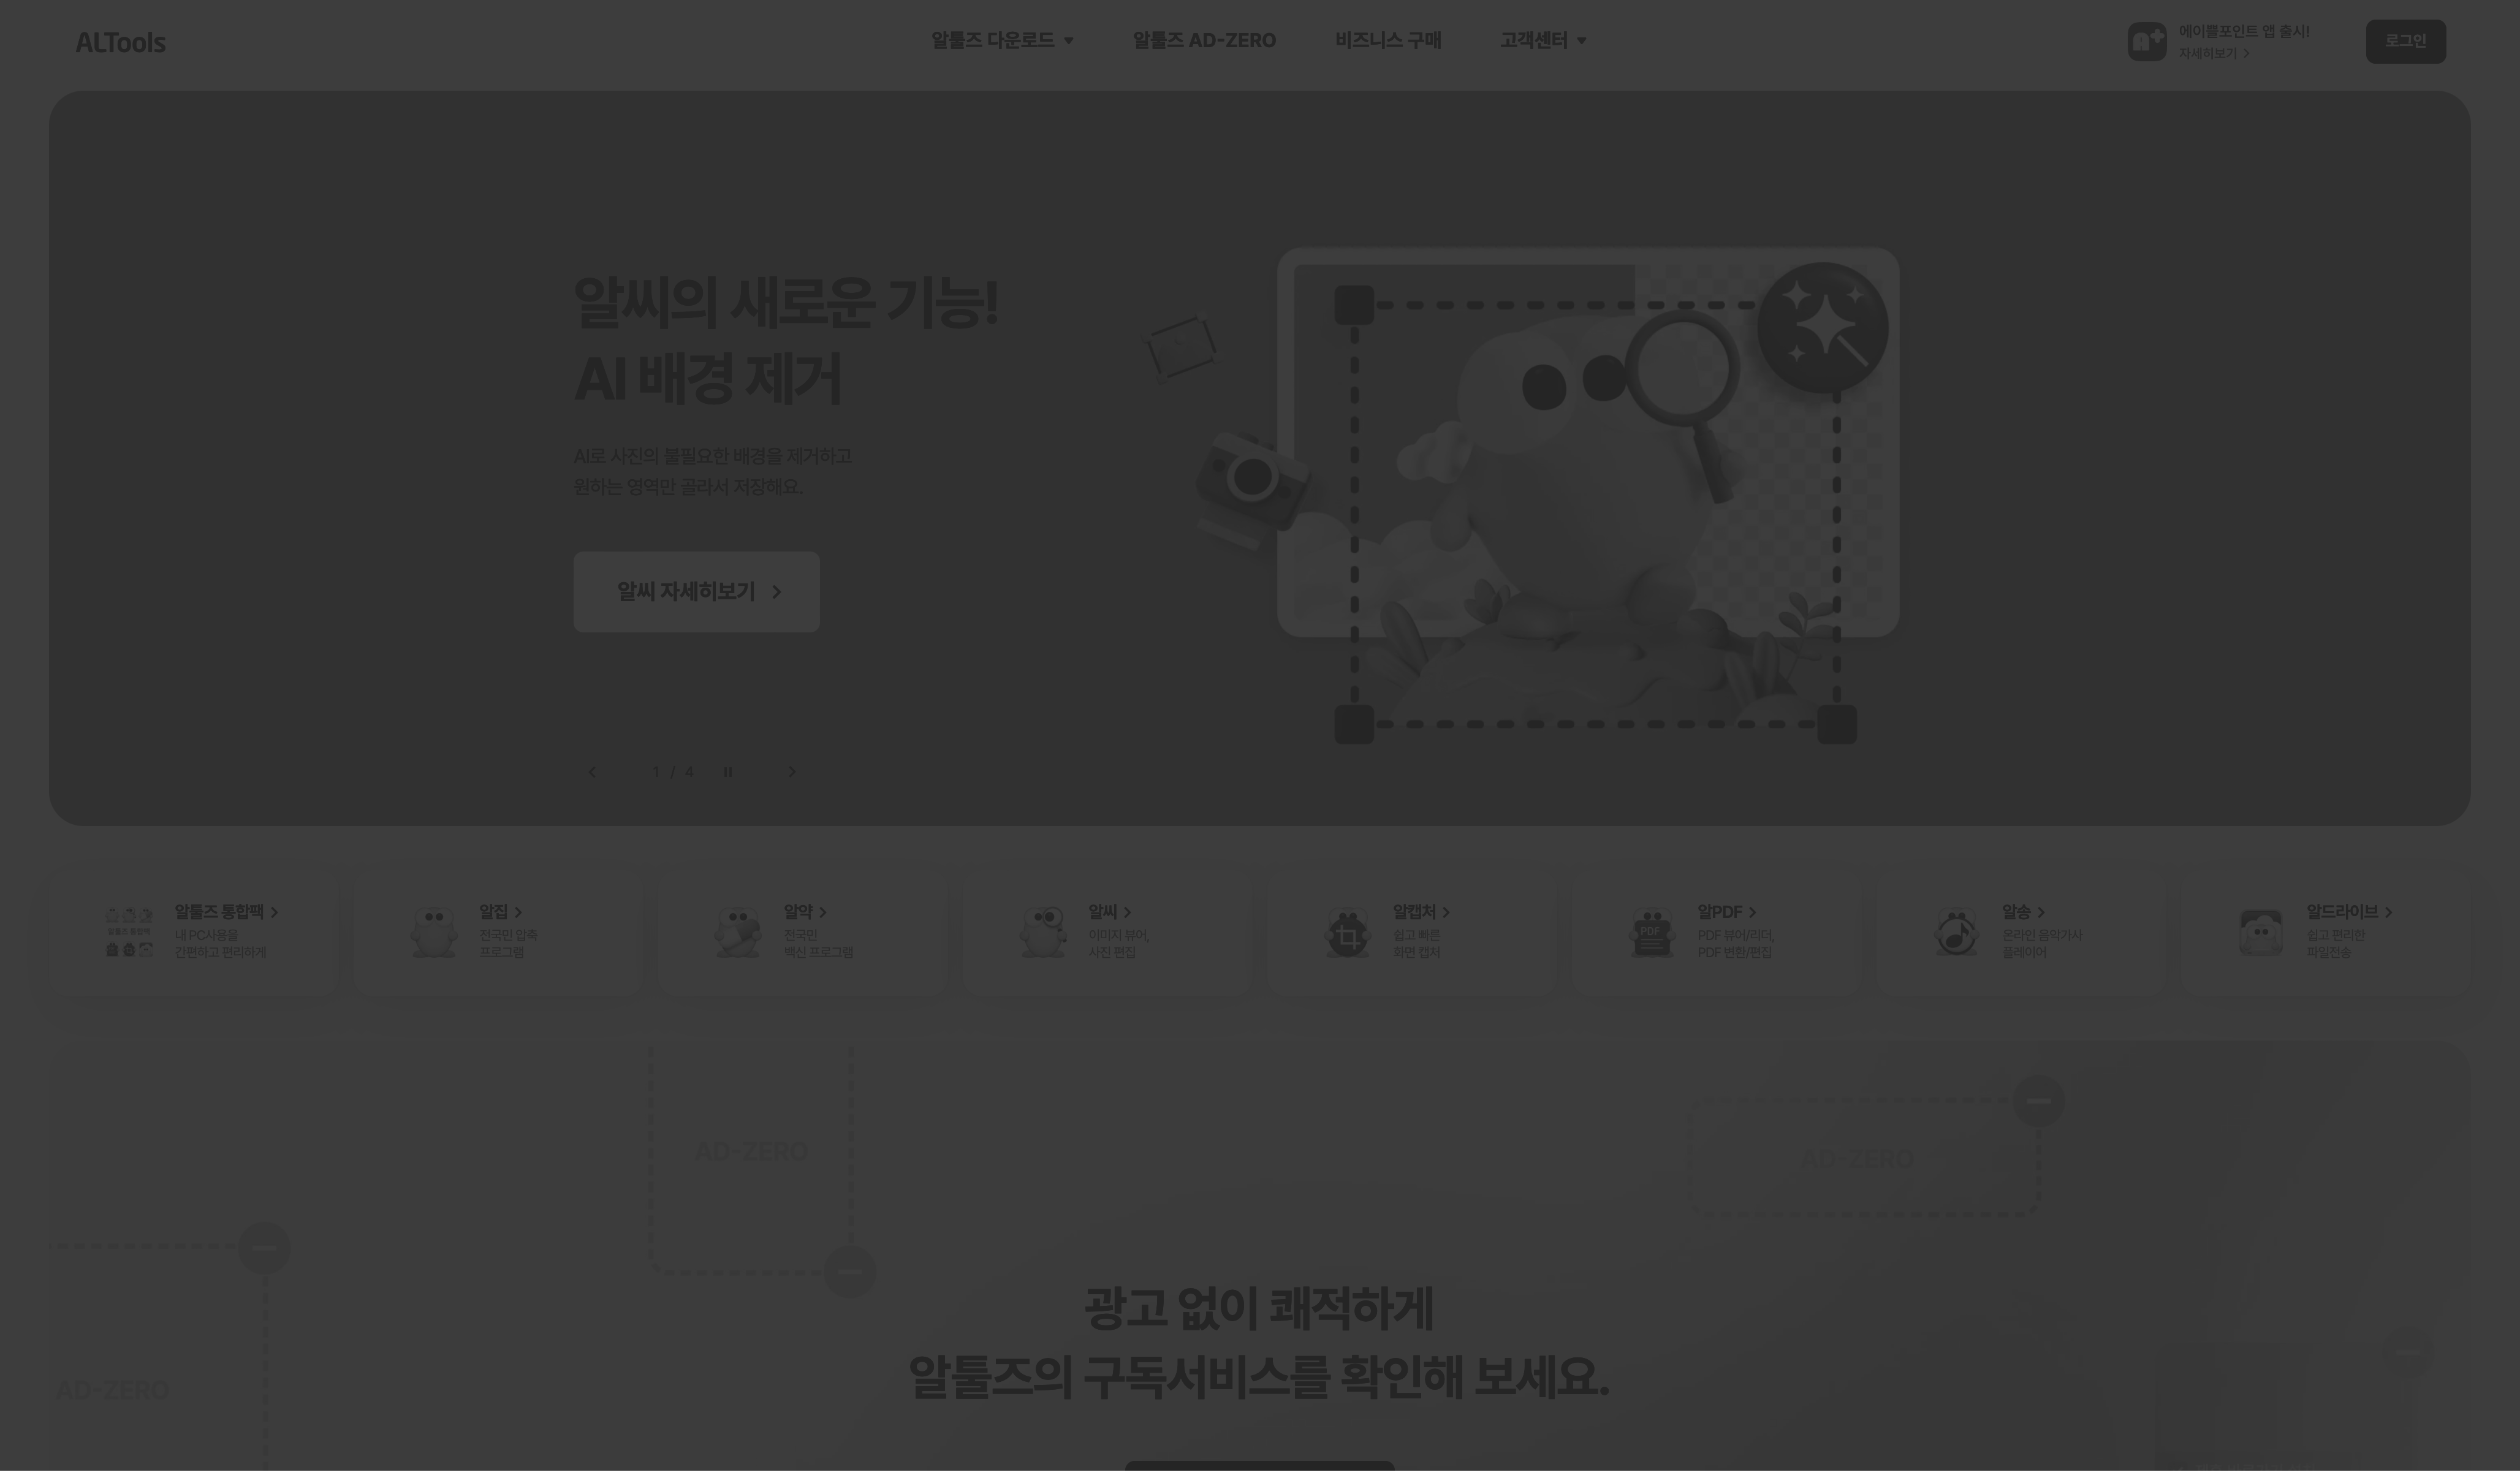 ALTools
알툴즈 다운로드
알툴즈 AD-ZERO
비즈니스 구매
고객센터
에이쁠포인트 앱 출시!
자세히보기
로그인
알씨의 새로운 기능!
AI 배경 제거
AI로 사진의 불필요한 배경을 제거하고
원하는 영역만 골라서 저장해요.
알씨 자세히보기
1 / 4
알툴즈 통합팩
알툴즈 통합팩
내 PC사용을
간편하고 편리하게
알집
전국민 압축
프로그램
알약
전국민
백신 프로그램
알씨
이미지 뷰어,
사진 편집
알캡처
쉽고 빠른
화면 캡처
PDF
알PDF
PDF 뷰어/리더,
PDF 변환/편집
알송
온라인 음악가사
플레이어
알드라이브
쉽고 편리한
파일전송
AD-ZERO
AD-ZERO
AD-ZERO
광고 없이 쾌적하게
알툴즈의 구독서비스를 확인해 보세요.